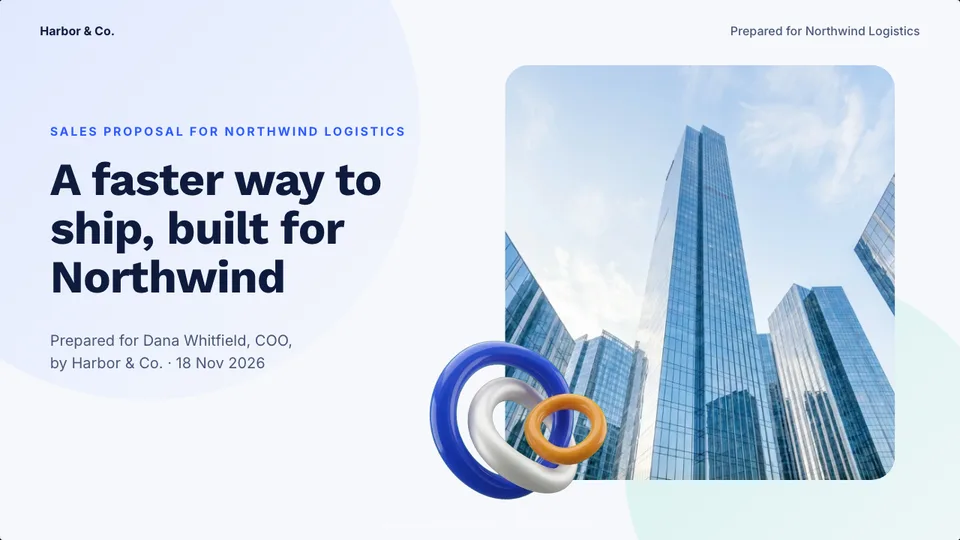 Harbor & Co.
Prepared for Northwind Logistics
SALES PROPOSAL FOR NORTHWIND LOGISTICS
A faster way to
ship, built for
Northwind
Prepared for Dana Whitfield, COO,
by Harbor & Co. · 18 Nov 2026